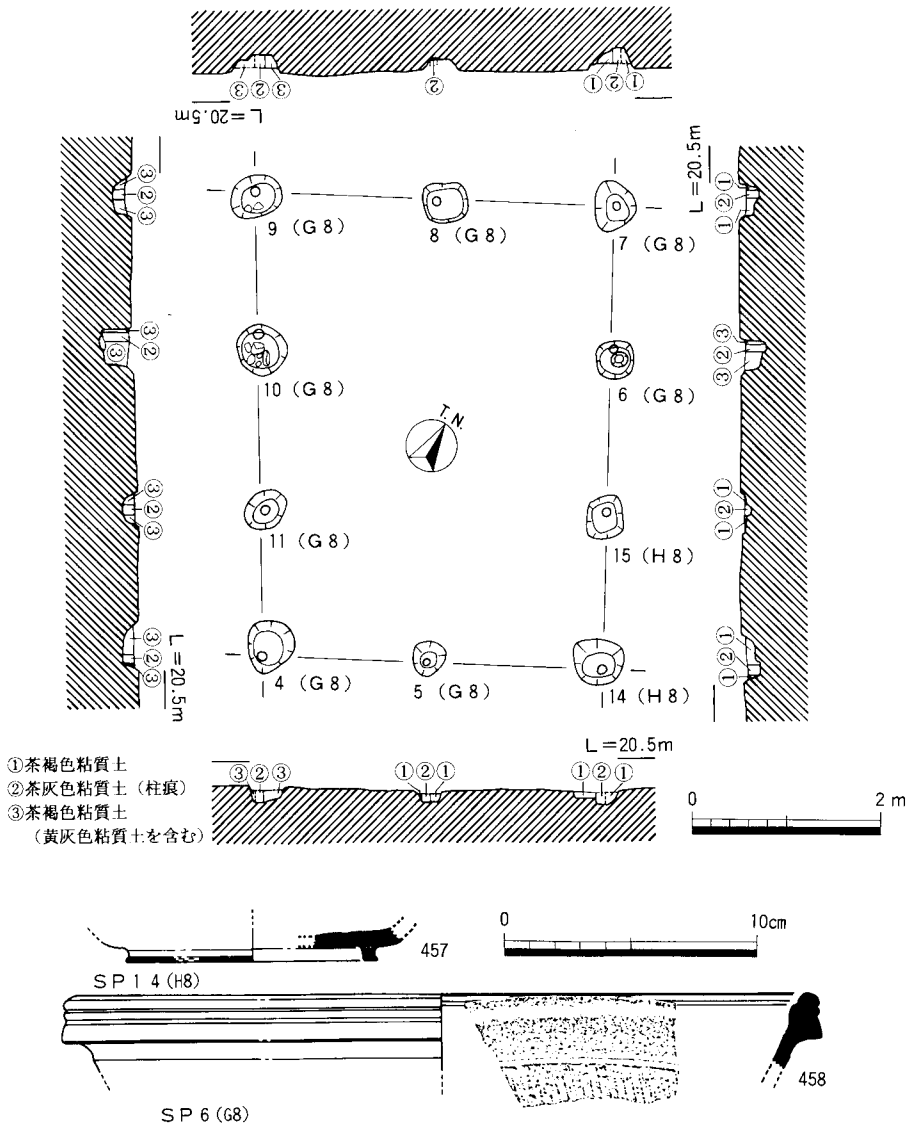 ③②③
②
①②①
L=20.5m
L=20.5m
③②③
①②①
9 (G8)
8 (G8)
7 (G8)
③②③
③②③
10 (G8)
6 (G8)
T.N.
③②③
①②①
11 (G8)
15 (H8)
③②③
①②①
L=20.5m
4 (G8)
5 (G8)
14 (H8)
L=20.5m
①茶褐色粘質土
②茶灰色粘質土(柱痕)
③茶褐色粘質土
(黄灰色粘質土を含む)
③②③
①②①
①②①
0 2m
0 10cm
457
SP14(H8)
458
SP6(G8)